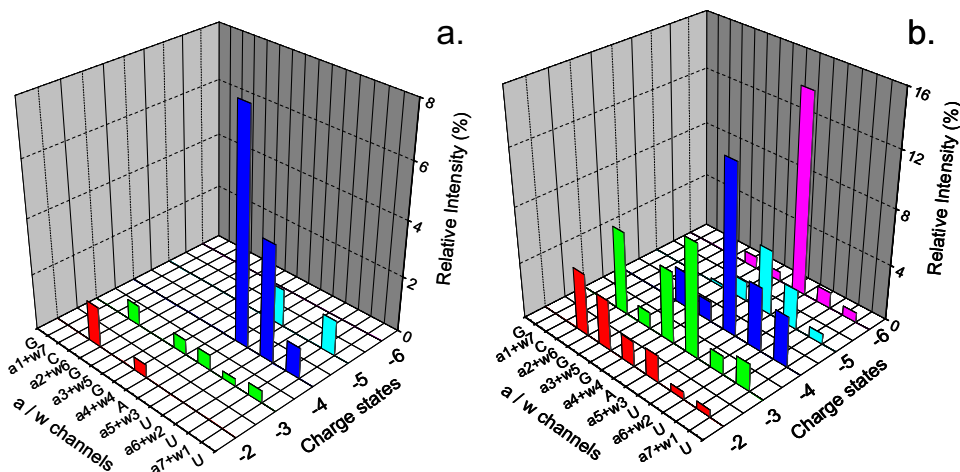 a.
8
6
4
2
0
Relative Intensity (%)
G
a1+w7
C
a2+w6
G
a3+w5
G
a4+w4
A
a5+w3
U
a6+w2
U
a7+w1
U
a / w channels
-2
-3
-4
-5
-6
Charge states
b.
16
12
8
4
0
Relative Intensity (%)
G
a1+w7
C
a2+w6
G
a3+w5
G
a4+w4
A
a5+w3
U
a6+w2
U
a7+w1
U
a / w channels
-2
-3
-4
-5
-6
Charge states